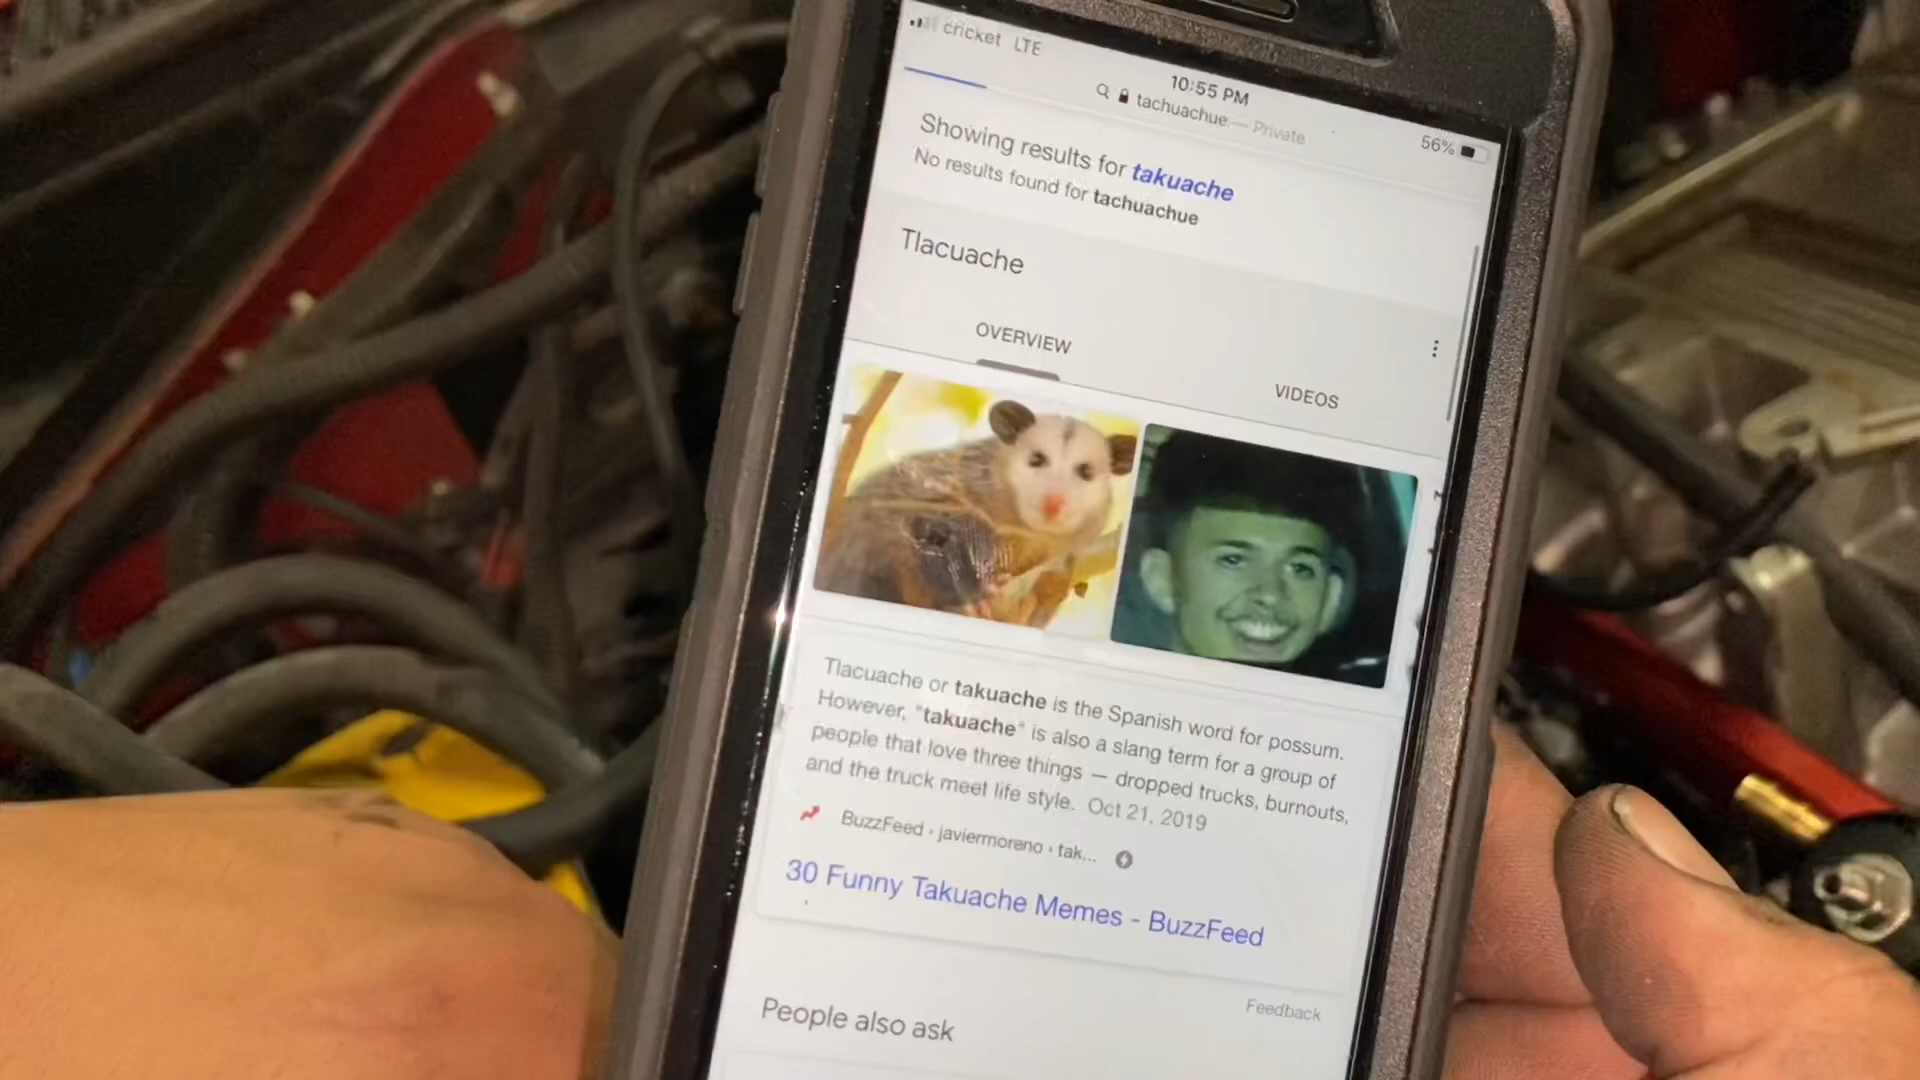 cricket LTE
10:55 PM
56%
tachuachue — Private
Showing results for takuache
No results found for tachuachue
Tlacuache
OVERVIEW
VIDEOS
Tlacuache or takuache is the Spanish word for possum.
However, "takuache" is also a slang term for a group of
people that love three things — dropped trucks, burnouts,
and the truck meet life style. Oct 21, 2019
BuzzFeed › javiermoreno › tak...
30 Funny Takuache Memes - BuzzFeed
Feedback
People also ask